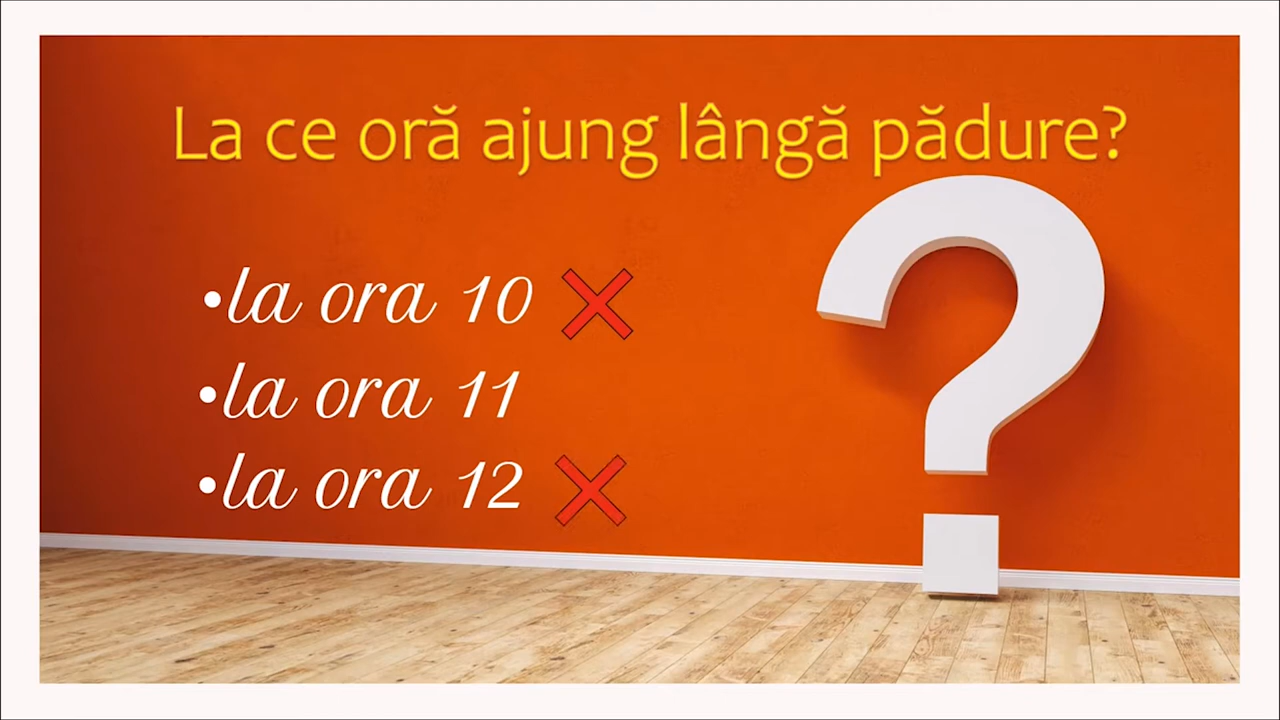 La ce oră ajung lângă pădure?
•la ora 10
•la ora 11
•la ora 12